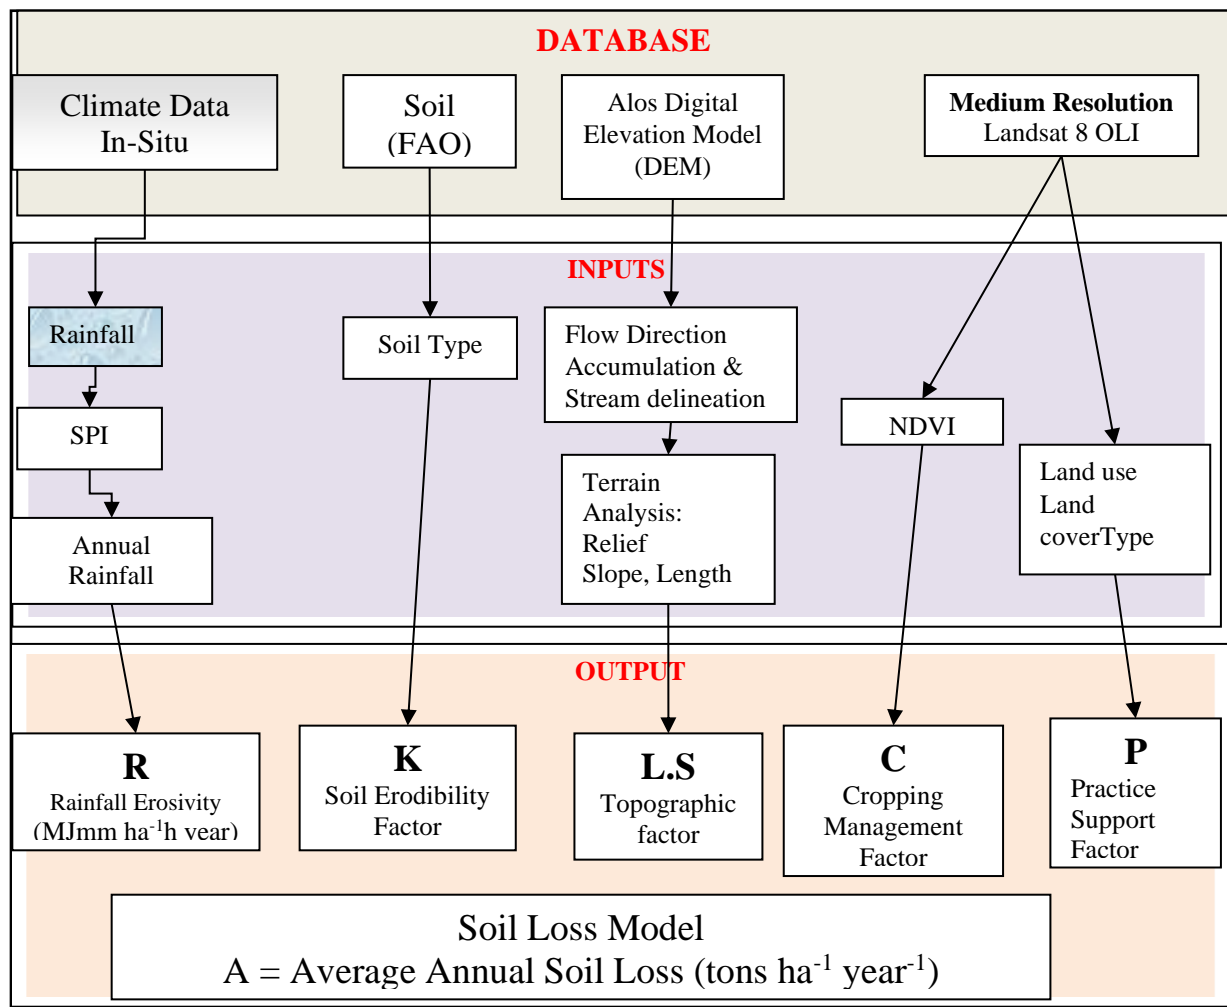 DATABASE
Climate Data
In-Situ
Soil
(FAO)
Alos Digital
Elevation Model
(DEM)
Medium Resolution
Landsat 8 OLI
INPUTS
Rainfall
SPI
Annual
Rainfall
Soil Type
Flow Direction
Accumulation &
Stream delineation
Terrain
Analysis:
Relief
Slope, Length
NDVI
Land use
Land
coverType
OUTPUT
R
Rainfall Erosivity
(MJmm ha⁻¹h year)
K
Soil Erodibility
Factor
L.S
Topographic
factor
C
Cropping
Management
Factor
P
Practice
Support
Factor
Soil Loss Model
A = Average Annual Soil Loss (tons ha⁻¹ year⁻¹)